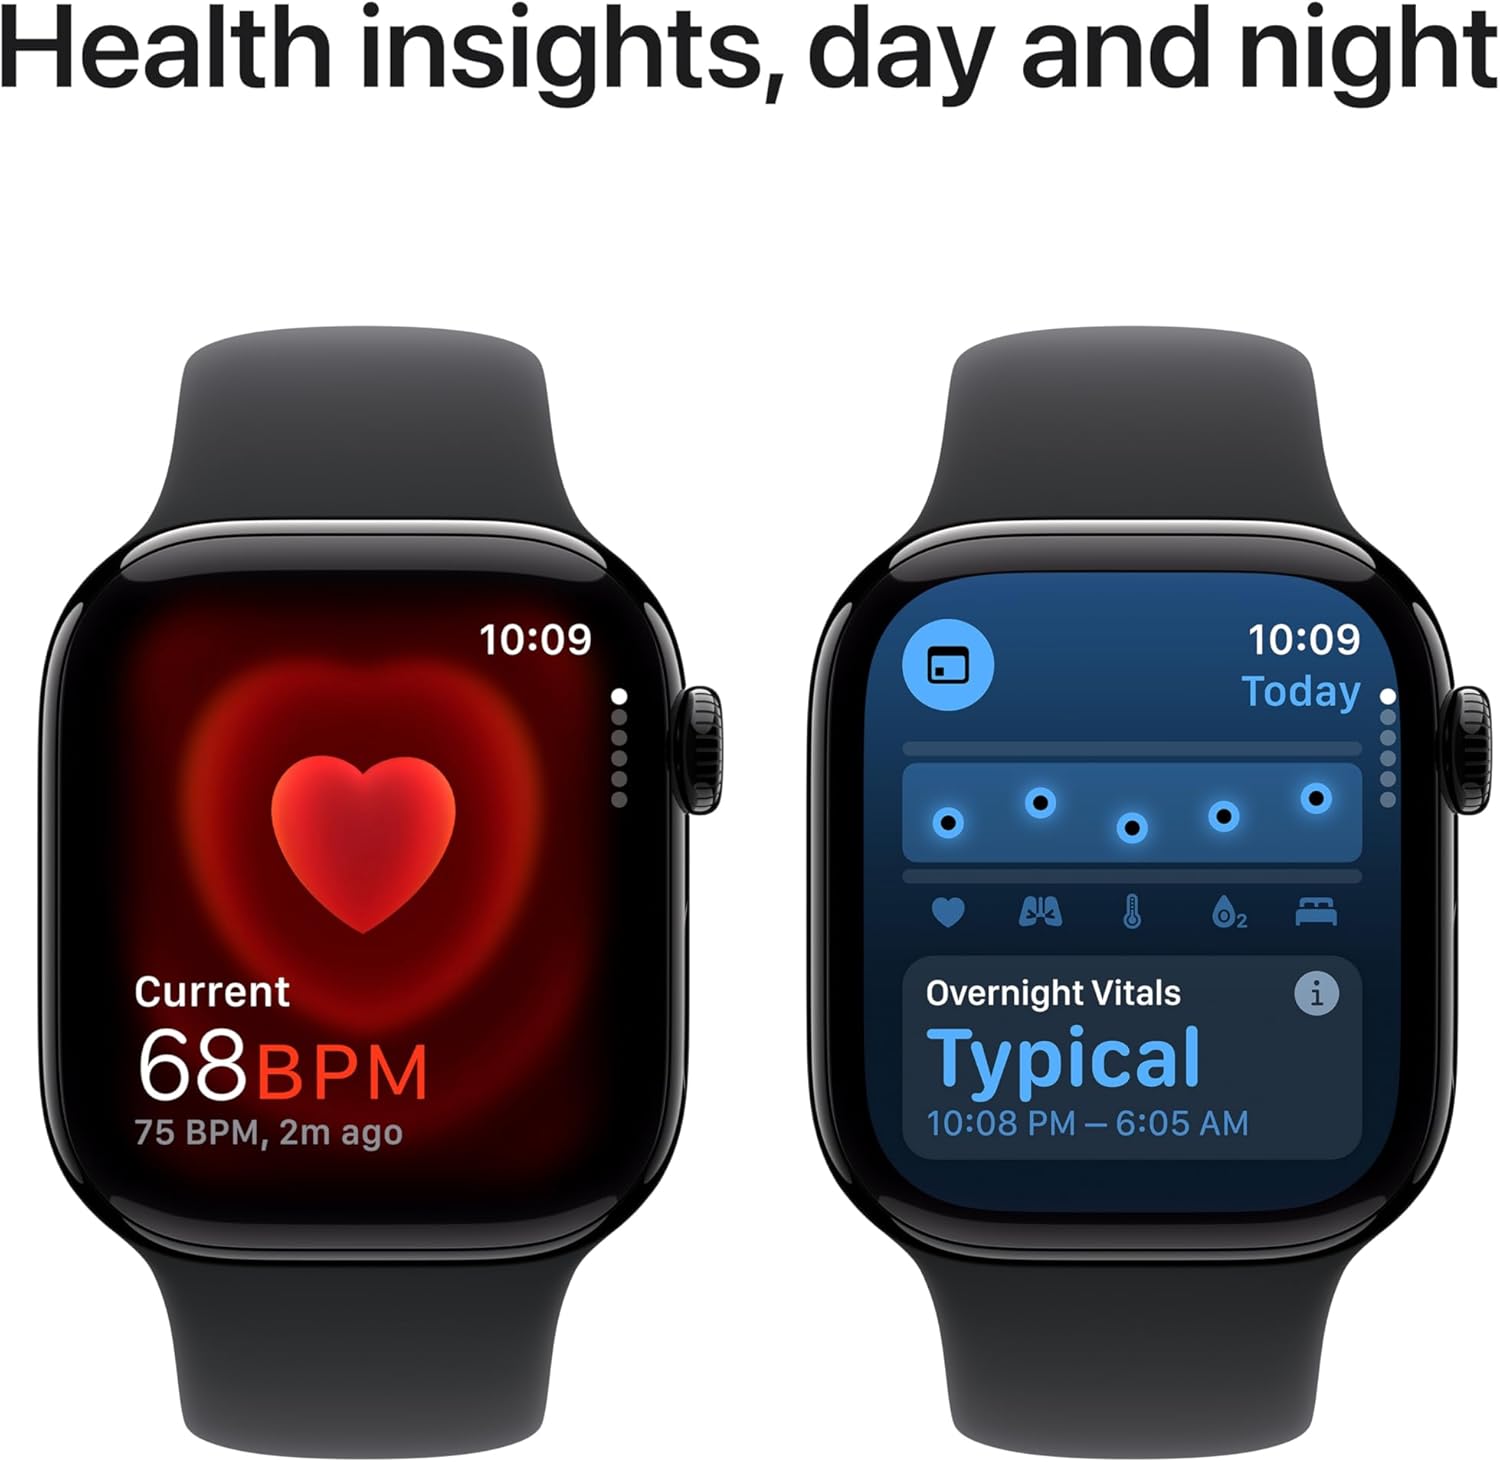 Health insights, day and night
10:09
Current
68BPM
75 BPM, 2m ago
10:09
Today
O2
Overnight Vitals
i
Typical
10:08 PM – 6:05 AM